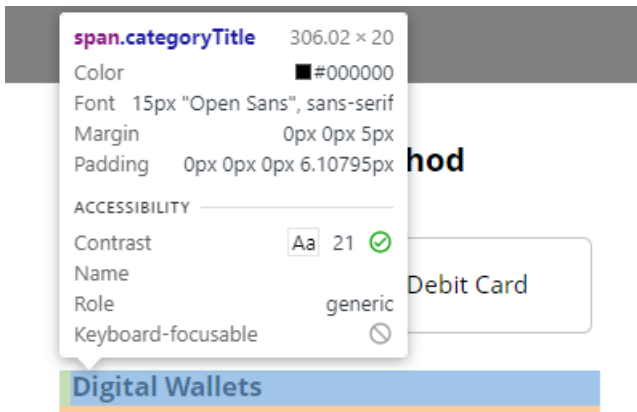 span.categoryTitle 306.02 × 20
Color #000000
Font 15px "Open Sans", sans-serif
Margin 0px 0px 5px
Padding 0px 0px 0px 6.10795px
hod
ACCESSIBILITY
Contrast Aa 21
Name
Role generic
Keyboard-focusable
Debit Card
Digital Wallets